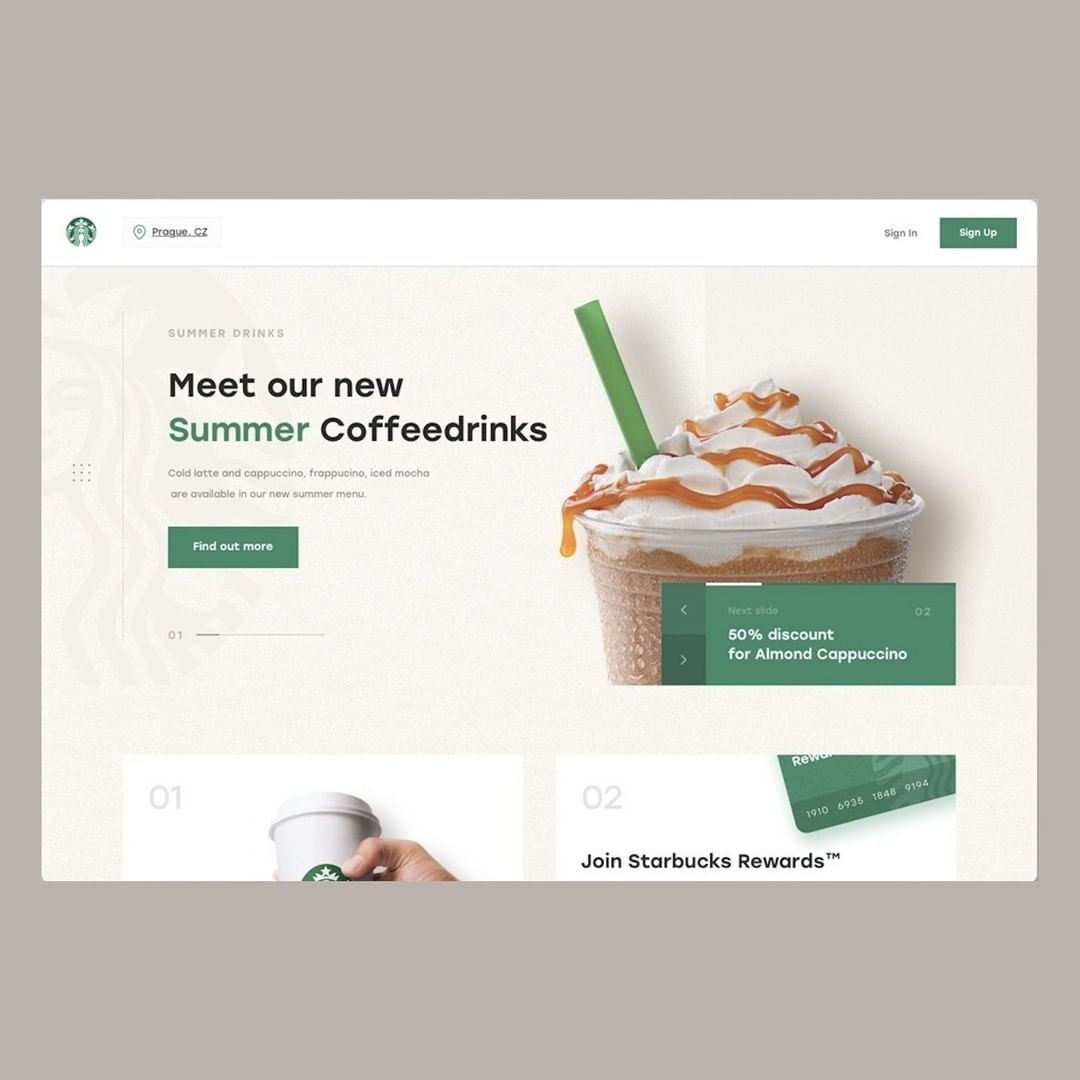 Prague, CZ
Sign In
Sign Up
SUMMER DRINKS
Meet our new
Summer Coffeedrinks
Cold latte and cappuccino, frappucino, iced mocha
are available in our new summer menu.
Find out more
01
Next slide
02
50% discount
for Almond Cappuccino
01
02
1910 6935 1848 9194
Join Starbucks Rewards™